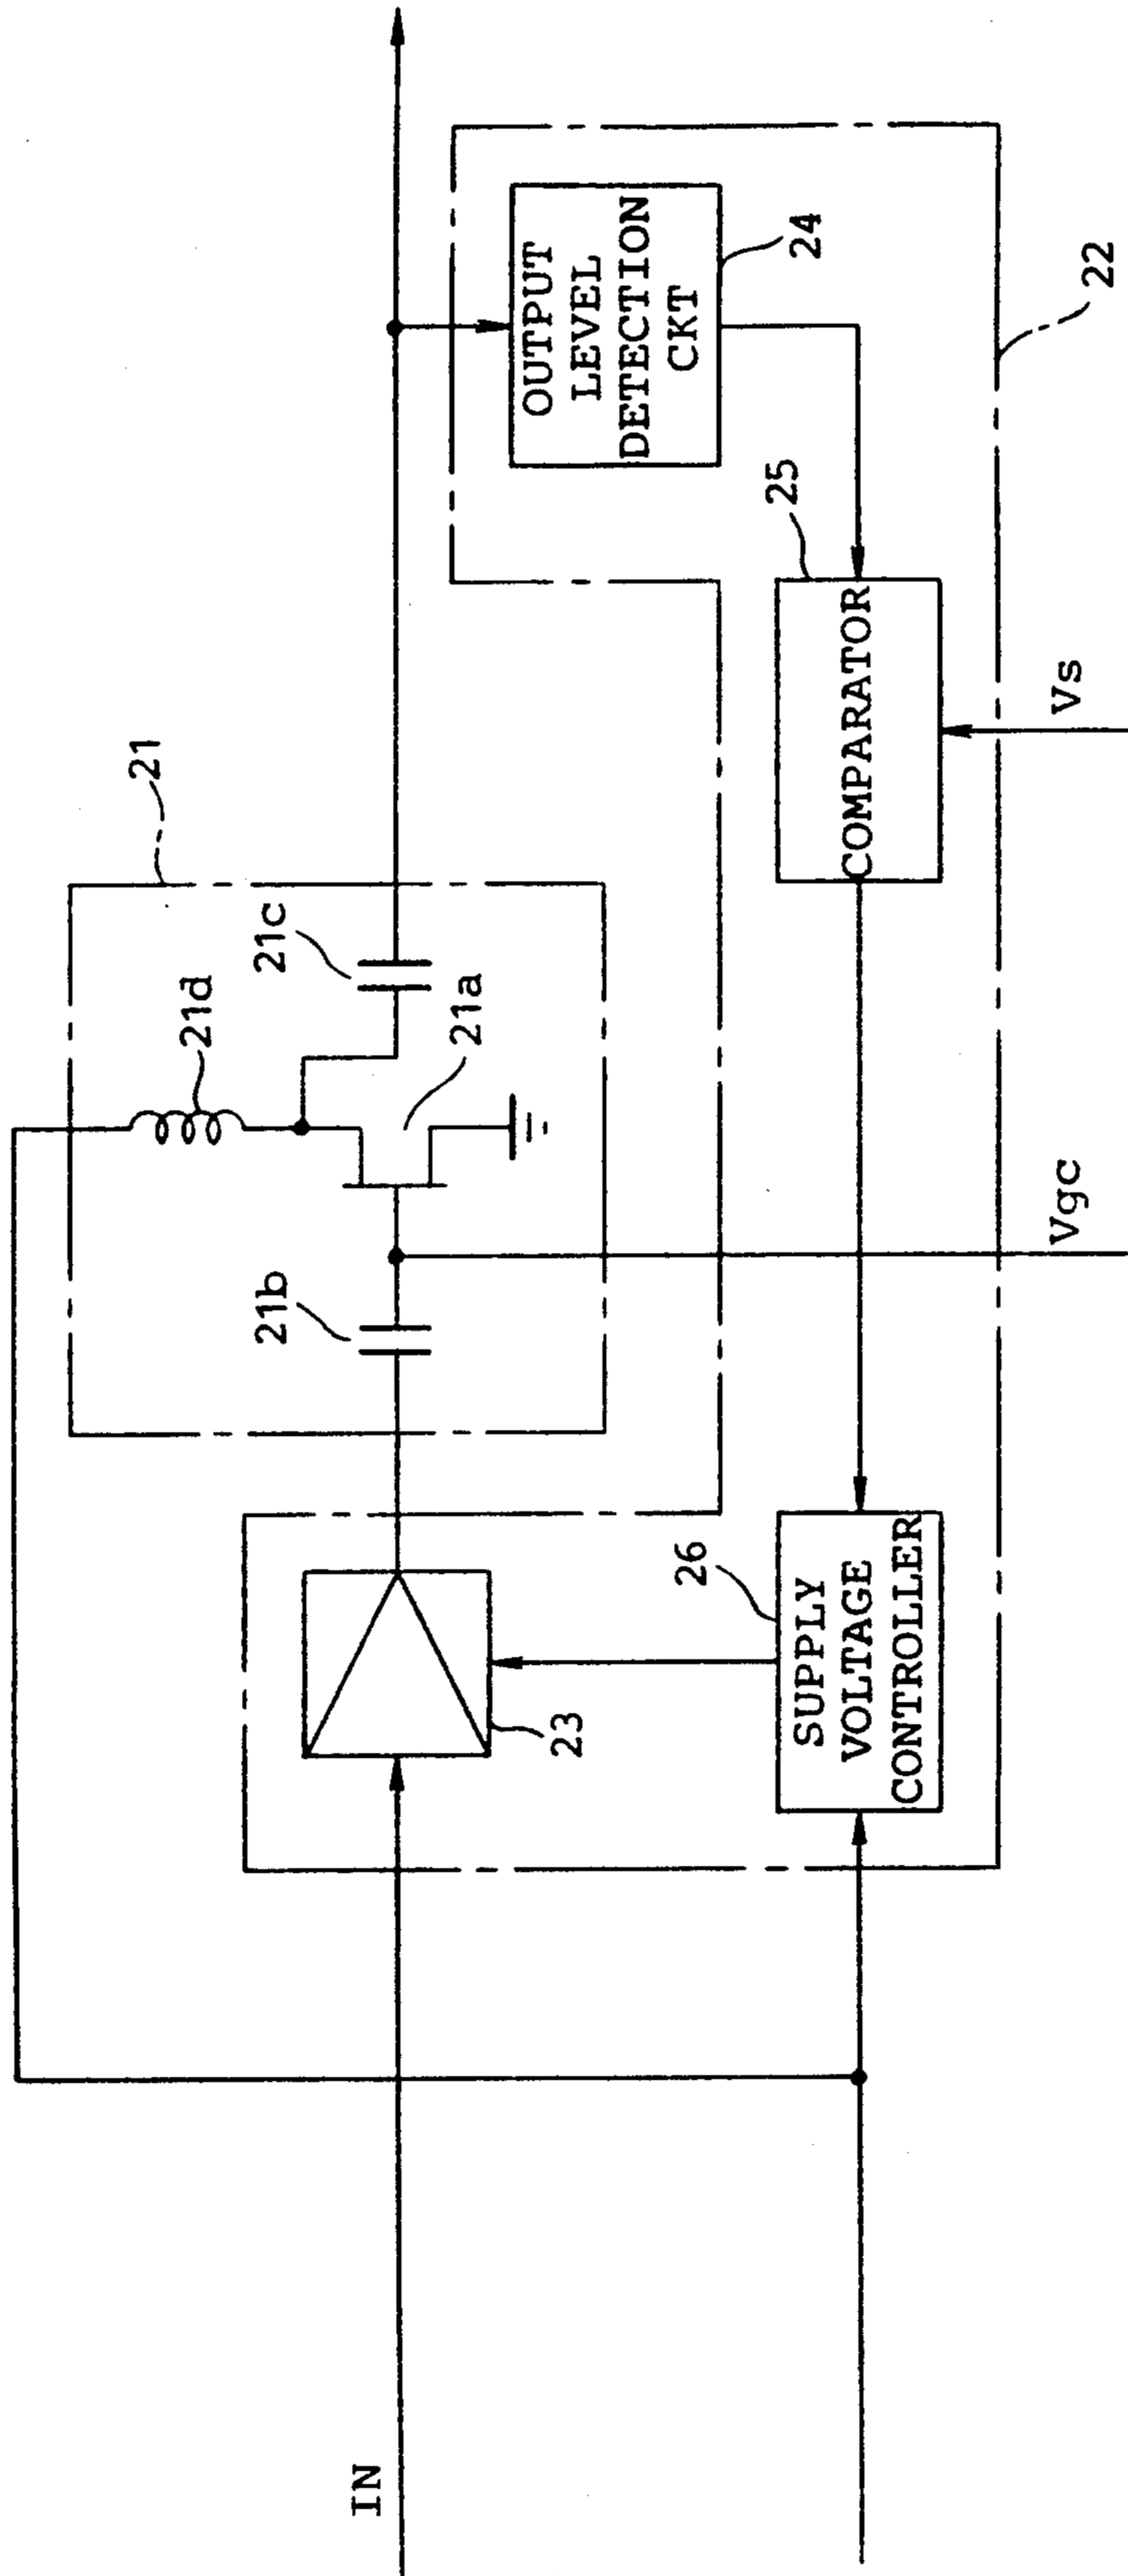 21
21d
21c
21b
21a
IN
23
OUTPUT
LEVEL
DETECTION
CKT
24
25
COMPARATOR
26
SUPPLY
VOLTAGE
CONTROLLER
22
Vgc
Vs